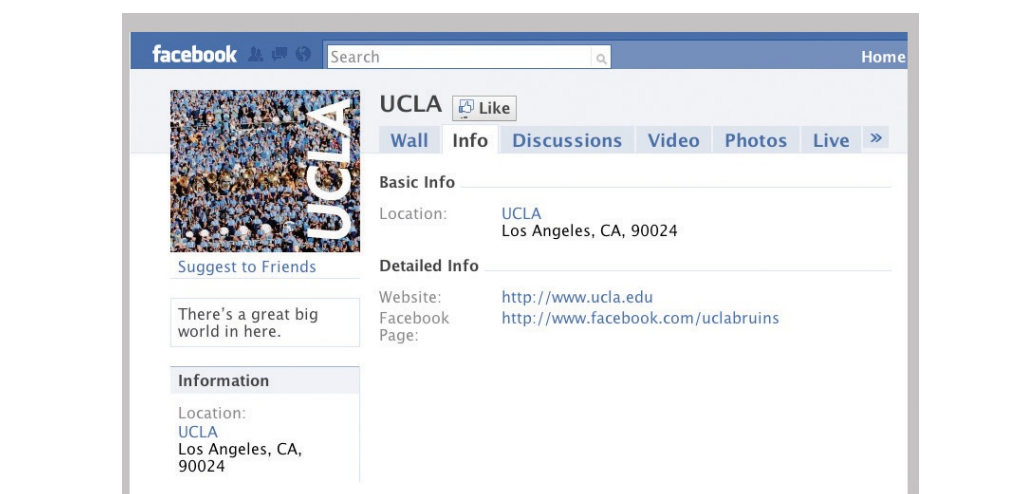 facebook
Search
Home
UCLA
UCLA
Like
Wall
Info
Discussions
Video
Photos
Live
»
Basic Info
Location:
UCLA
Los Angeles, CA, 90024
Suggest to Friends
Detailed Info
Website:
http://www.ucla.edu
Facebook
Page:
http://www.facebook.com/uclabruins
There's a great big
world in here.
Information
Location:
UCLA
Los Angeles, CA,
90024